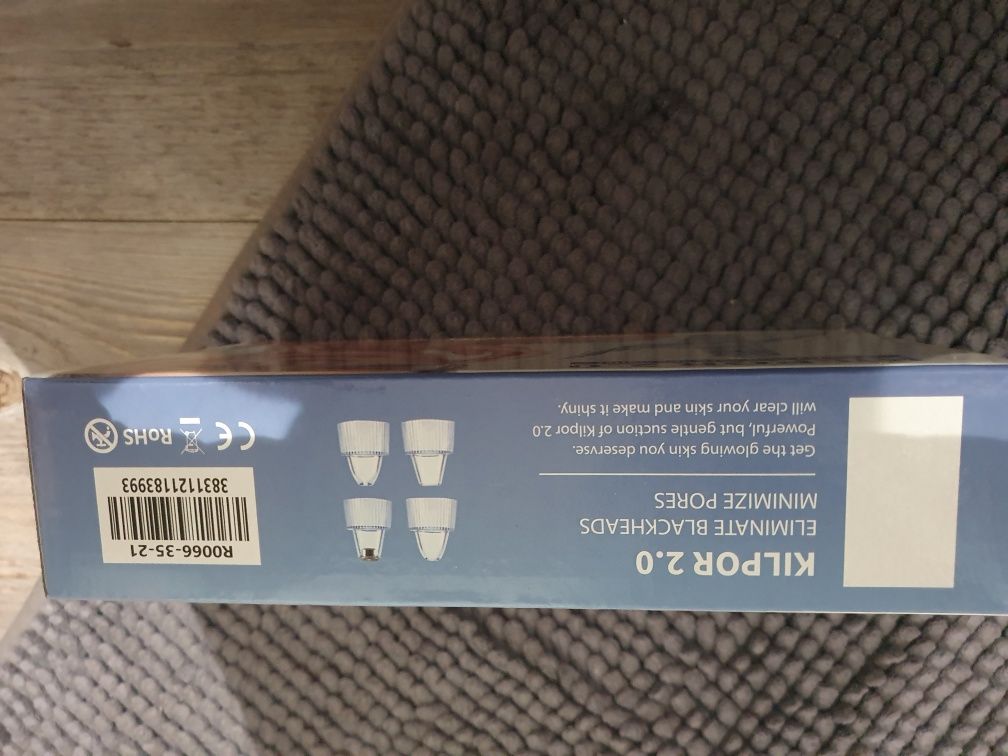 KILPOR 2.0
ELIMINATE BLACKHEADS
MINIMIZE PORES
Get the glowing skin you deservse.
Powerful, but gentle suction of Kilpor 2.0
will clear your skin and make it shiny.
R0066-35-21
3831121183993
CE
RoHS